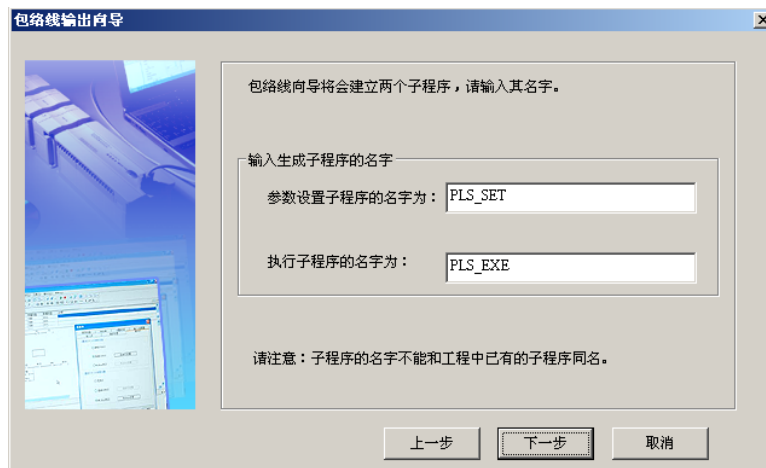 包络线输出向导
包络线向导将会建立两个子程序，请输入其名字。
输入生成子程序的名字
参数设置子程序的名字为： PLS_SET
执行子程序的名字为： PLS_EXE
请注意：子程序的名字不能和工程中已有的子程序同名。
上一步 下一步 取消